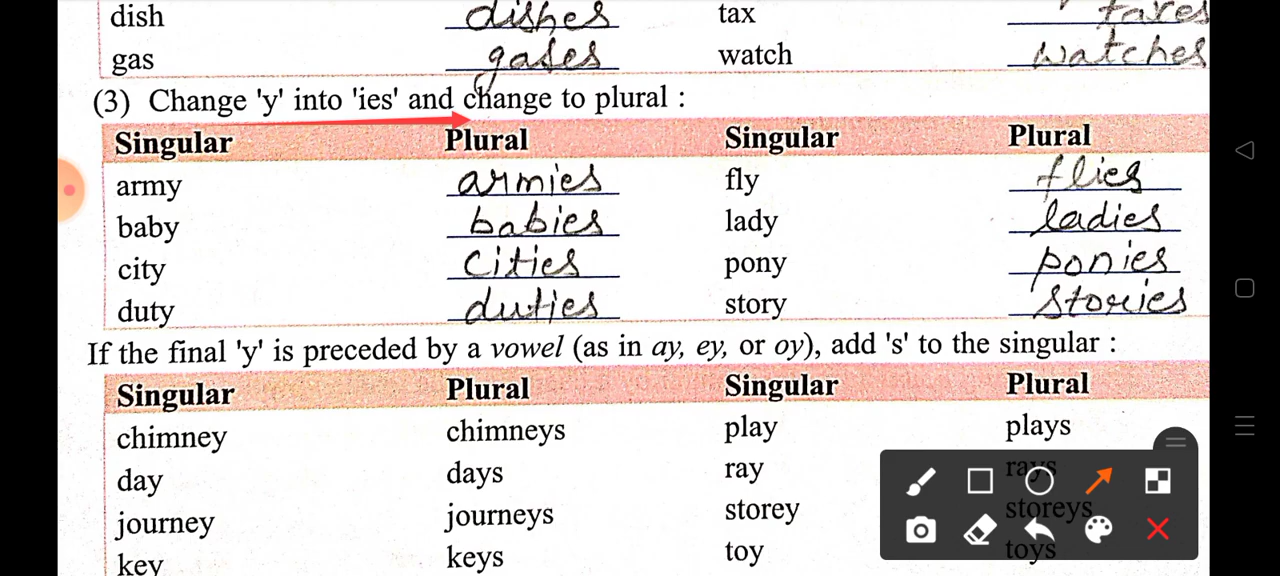 dish dishes tax taxes
gas gases watch watches
(3) Change 'y' into 'ies' and change to plural :
Singular Plural Singular Plural
army armies fly flies
baby babies lady ladies
city cities pony ponies
duty duties story stories
If the final 'y' is preceded by a vowel (as in ay, ey, or oy), add 's' to the singular :
Singular Plural Singular Plural
chimney chimneys play plays
day days ray rays
journey journeys storey storeys
key keys toy toys